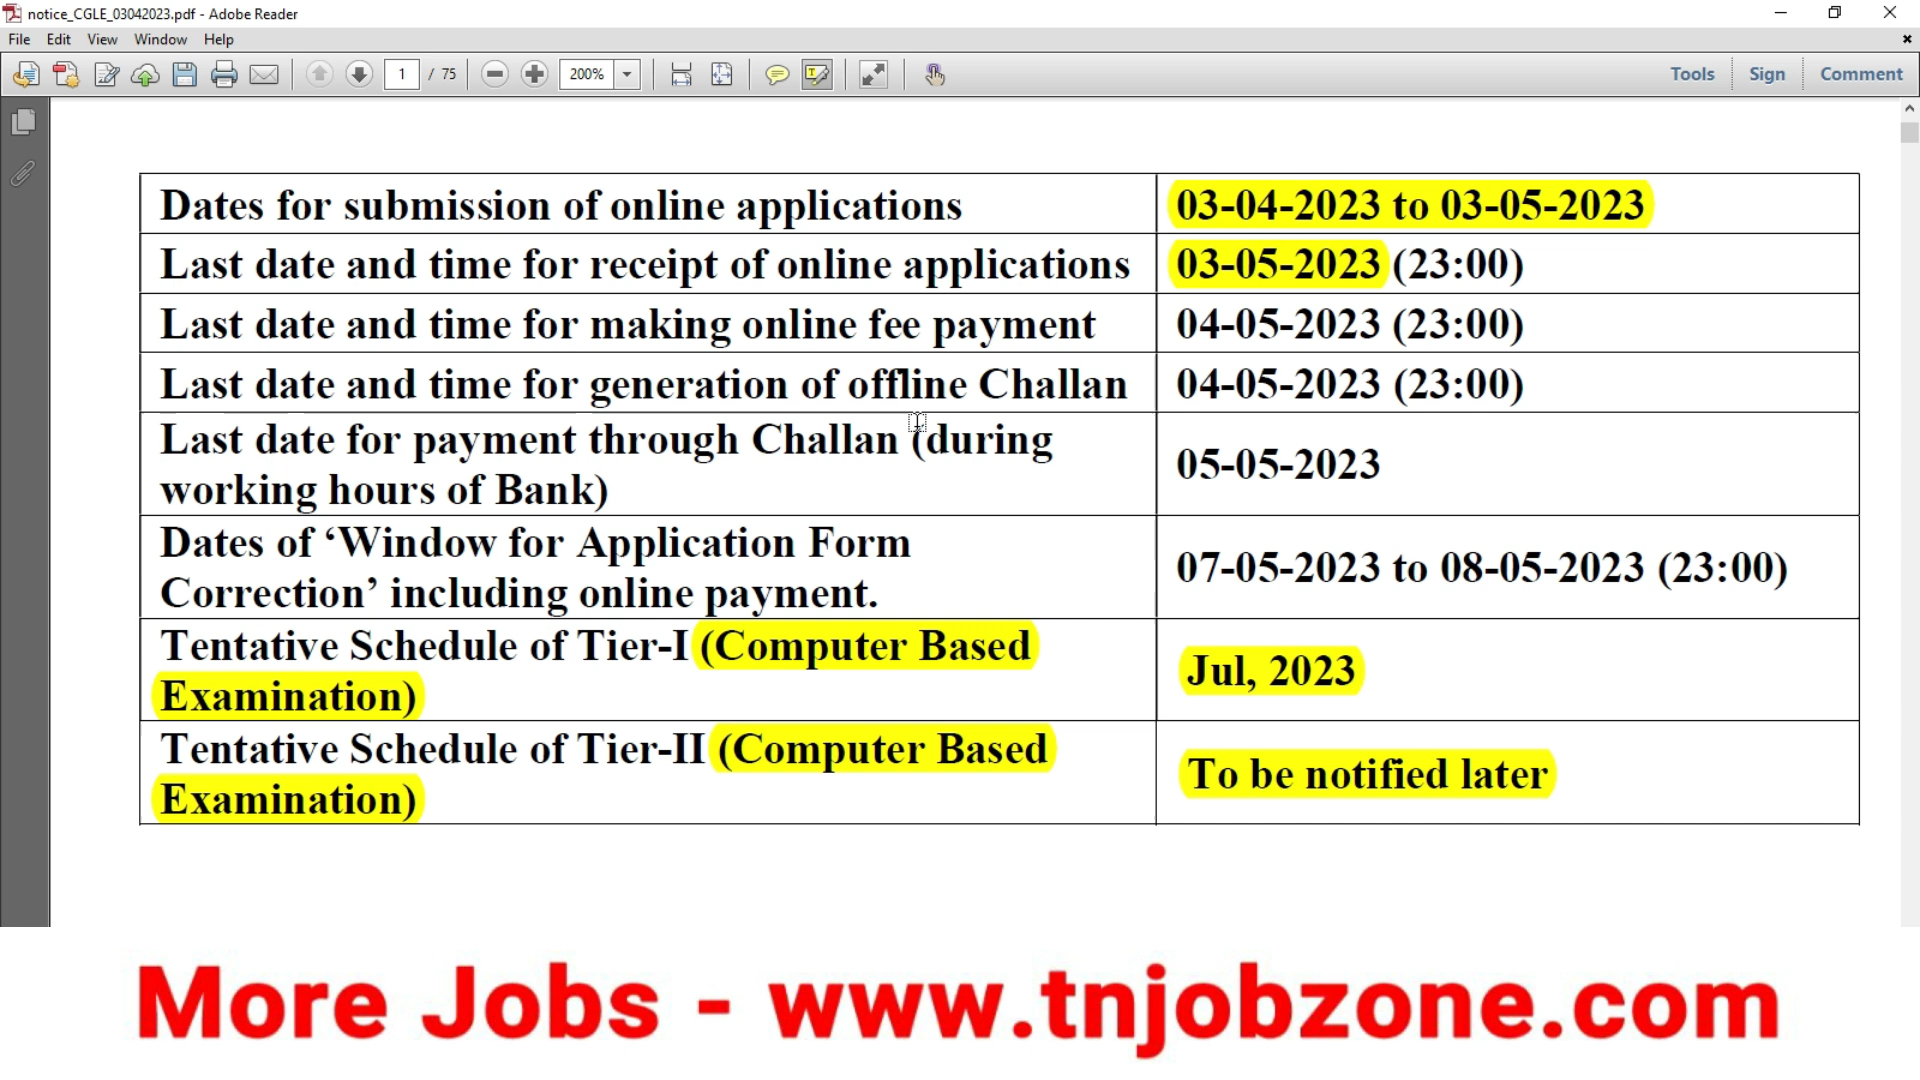 notice_CGLE_03042023.pdf - Adobe Reader
File Edit View Window Help
1 / 75 200% Tools Sign Comment
Dates for submission of online applications 03-04-2023 to 03-05-2023
Last date and time for receipt of online applications 03-05-2023 (23:00)
Last date and time for making online fee payment 04-05-2023 (23:00)
Last date and time for generation of offline Challan 04-05-2023 (23:00)
Last date for payment through Challan (during
working hours of Bank) 05-05-2023
Dates of ‘Window for Application Form
Correction’ including online payment. 07-05-2023 to 08-05-2023 (23:00)
Tentative Schedule of Tier-I (Computer Based
Examination) Jul, 2023
Tentative Schedule of Tier-II (Computer Based
Examination) To be notified later
More Jobs - www.tnjobzone.com